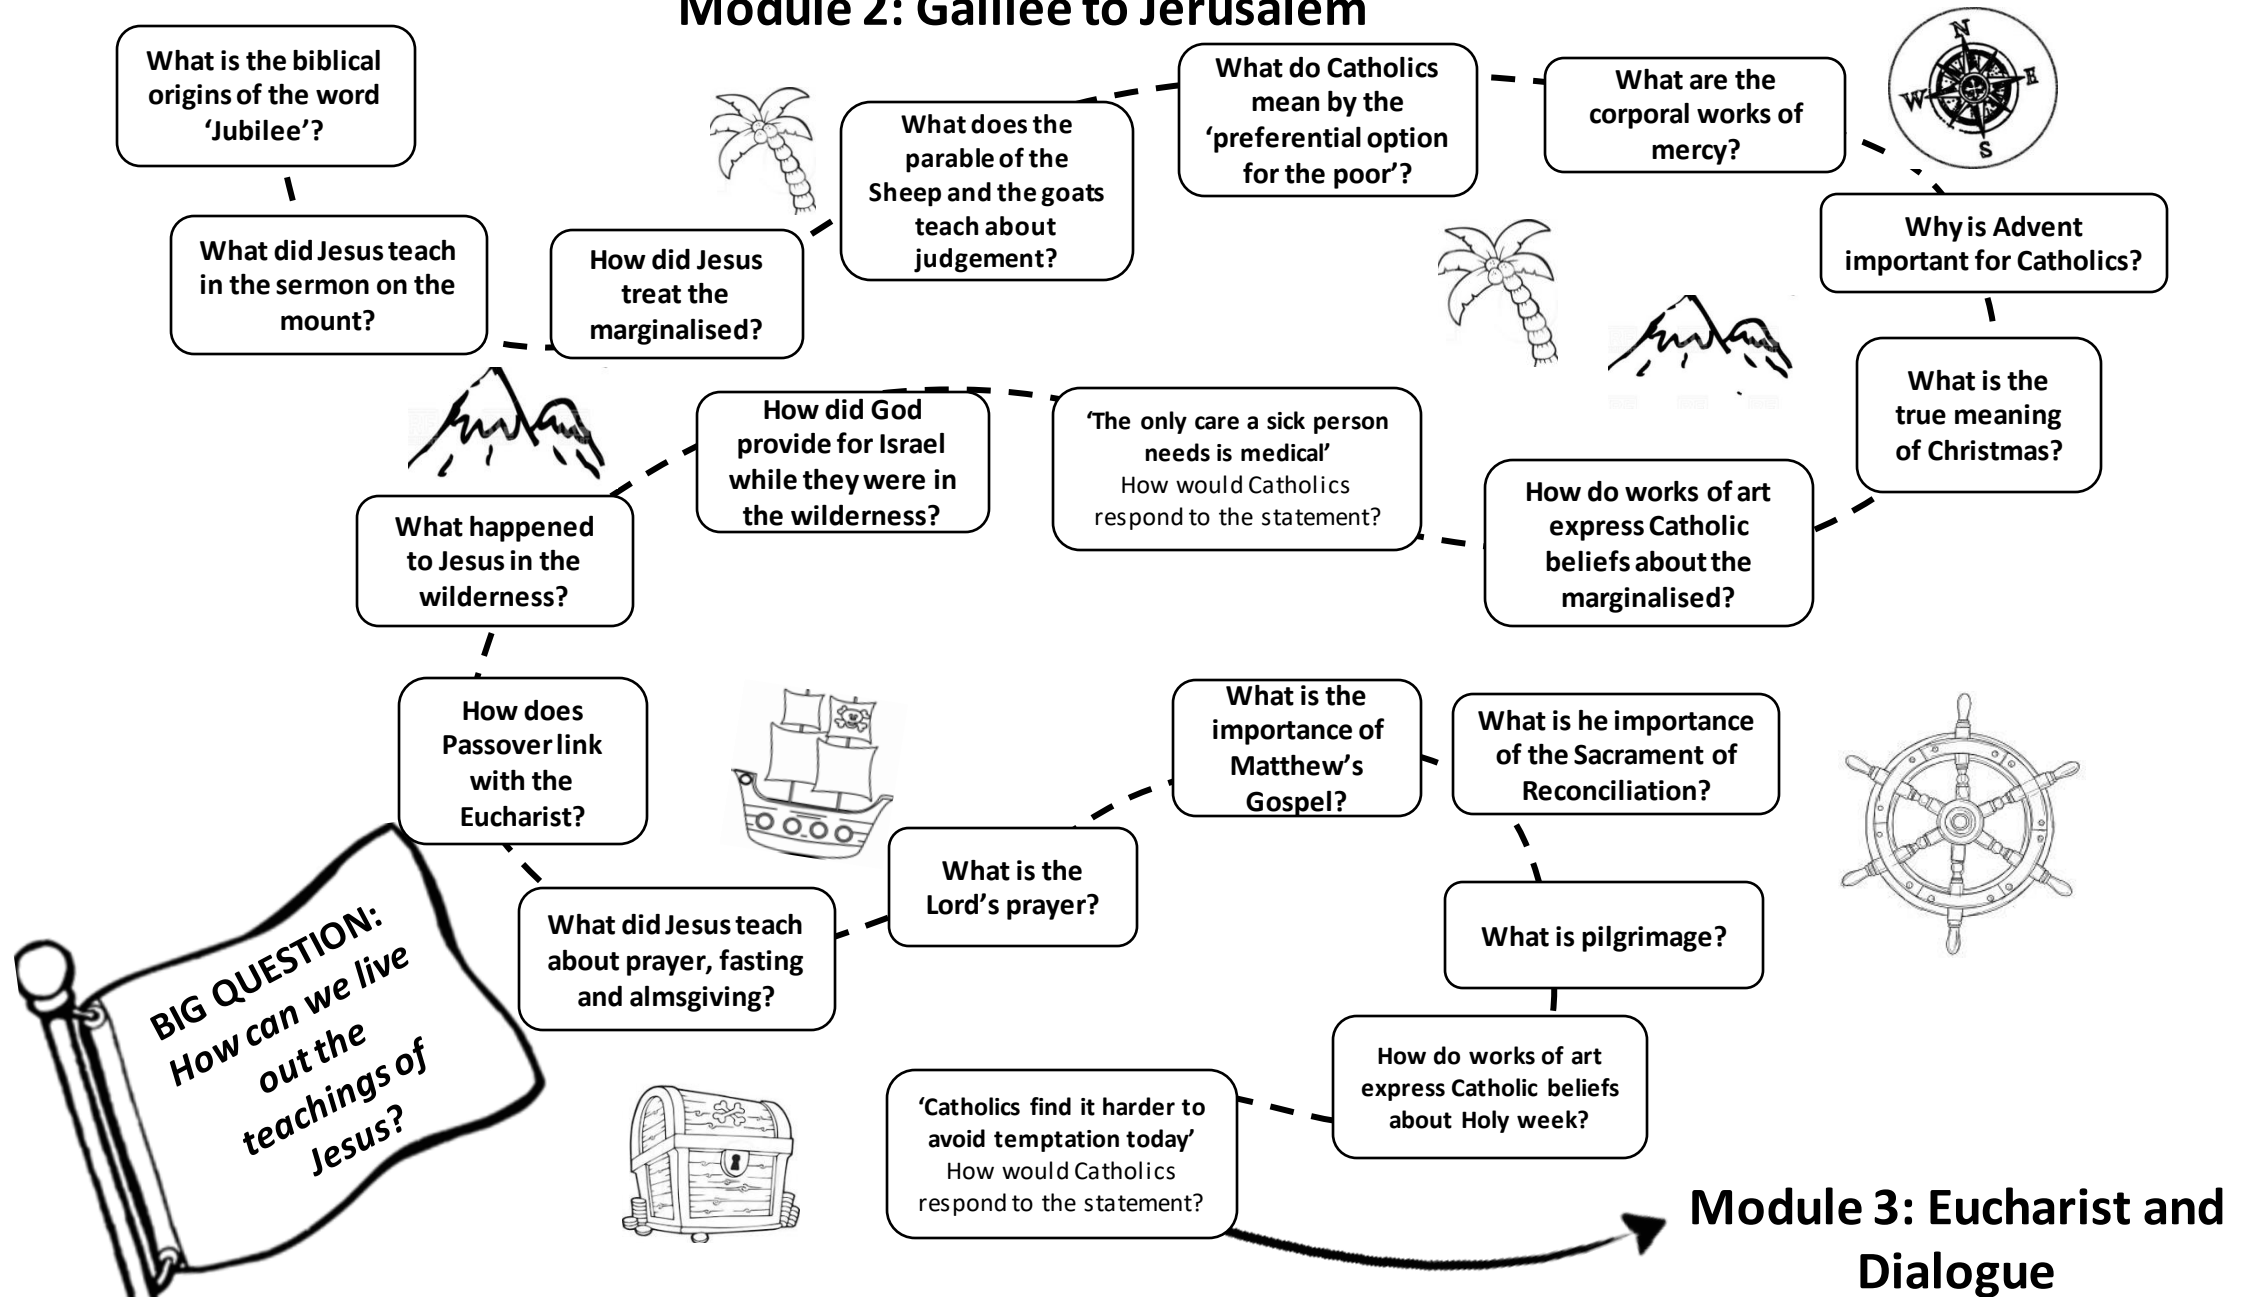 Module 2: Galilee to Jerusalem
What is the biblical
origins of the word
‘Jubilee’?
What did Jesus teach
in the sermon on the
mount?
How did Jesus
treat the
marginalised?
What does the
parable of the
Sheep and the goats
teach about
judgement?
What do Catholics
mean by the
‘preferential option
for the poor’?
What are the
corporal works of
mercy?
N
E
S
W
Why is Advent
important for Catholics?
What is the
true meaning
of Christmas?
How do works of art
express Catholic
beliefs about the
marginalised?
‘The only care a sick person
needs is medical’
How would Catholics
respond to the statement?
How did God
provide for Israel
while they were in
the wilderness?
What happened
to Jesus in the
wilderness?
How does
Passover link
with the
Eucharist?
What did Jesus teach
about prayer, fasting
and almsgiving?
What is the
Lord’s prayer?
What is the
importance of
Matthew’s
Gospel?
What is he importance
of the Sacrament of
Reconciliation?
What is pilgrimage?
How do works of art
express Catholic beliefs
about Holy week?
‘Catholics find it harder to
avoid temptation today’
How would Catholics
respond to the statement?
BIG QUESTION:
How can we live
out the
teachings of
Jesus?
Module 3: Eucharist and
Dialogue